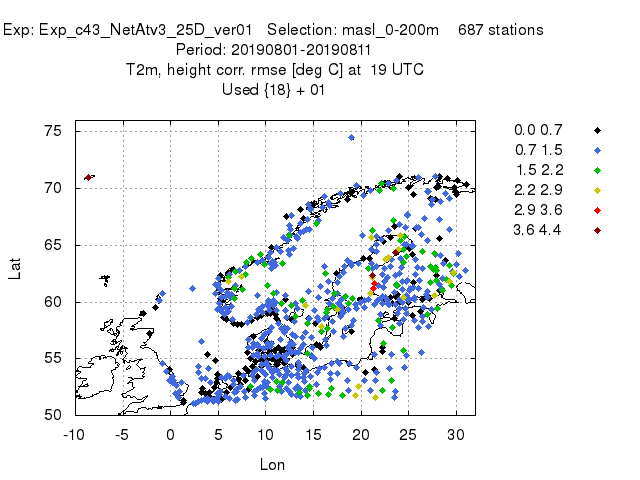 Exp: Exp_c43_NetAtv3_25D_ver01   Selection: masl_0-200m    687 stations
Period: 20190801-20190811
T2m, height corr. rmse [deg C] at  19 UTC
Used {18} + 01
75
70
65
60
55
50
Lat
-10 -5 0 5 10 15 20 25 30
Lon
0.0 0.7
0.7 1.5
1.5 2.2
2.2 2.9
2.9 3.6
3.6 4.4